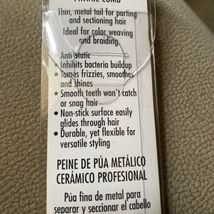 Thin, metal tail for parting
and sectioning hair
Ideal for color weaving
and braiding
• Anti-static
• Inhibits bacteria buildup
• Tames frizzies, smoothes
and shines
• Smooth teeth won't catch
or snag hair
• Non-stick surface easily
glides through hair
• Durable, yet flexible for
versatile styling
PEINE DE PÚA METÁLICO
CERÁMICO PROFESIONAL
Púa fina de metal para
separar y seccionar el cabello